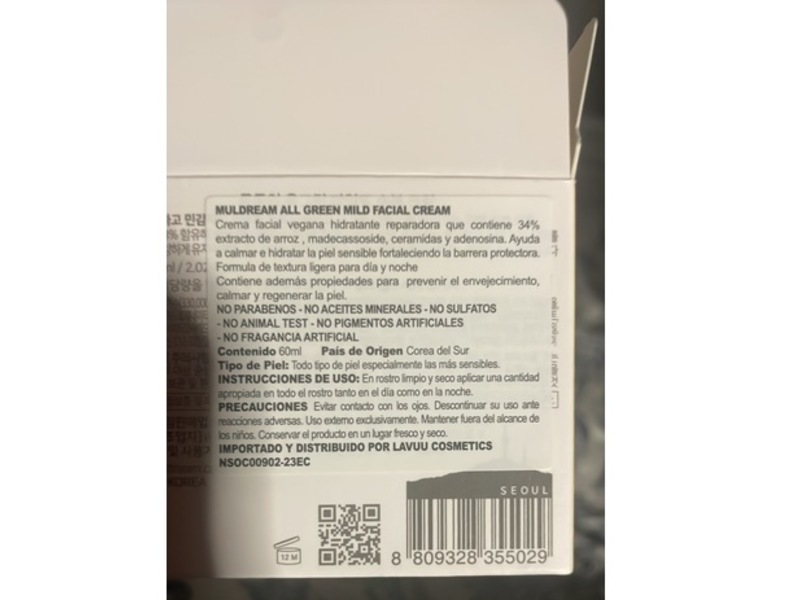 MULDREAM ALL GREEN MILD FACIAL CREAM
Crema facial vegana hidratante reparadora que contiene 34%
extracto de arroz , madecassoside, ceramidas y adenosina. Ayuda
a calmar e hidratar la piel sensible fortaleciendo la barrera protectora.
Formula de textura ligera para día y noche
Contiene además propiedades para prevenir el envejecimiento,
calmar y regenerar la piel.
NO PARABENOS - NO ACEITES MINERALES - NO SULFATOS
- NO ANIMAL TEST - NO PIGMENTOS ARTIFICIALES
- NO FRAGANCIA ARTIFICIAL
Contenido 60ml País de Origen Corea del Sur
Tipo de Piel: Todo tipo de piel especialmente las más sensibles.
INSTRUCCIONES DE USO: En rostro limpio y seco aplicar una cantidad
apropiada en todo el rostro tanto en el día como en la noche.
PRECAUCIONES Evitar contacto con los ojos. Descontinuar su uso ante
reacciones adversas. Uso externo exclusivamente. Mantener fuera del alcance de
los niños. Conservar el producto en un lugar fresco y seco.
IMPORTADO Y DISTRIBUIDO POR LAVUU COSMETICS
NSOC00902-23EC
SEOUL
12 M
8 809328 355029